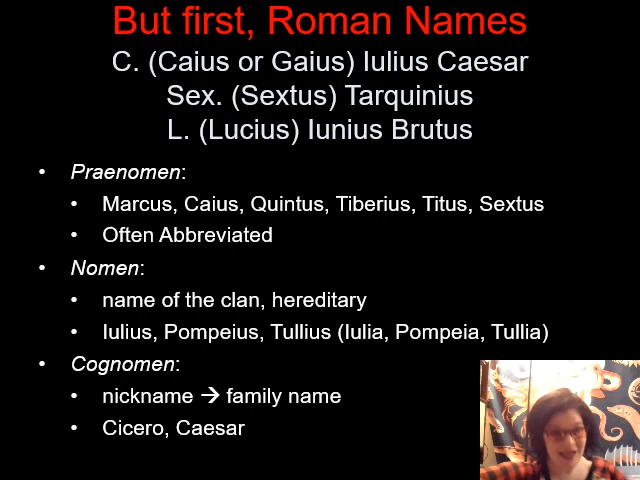 But first, Roman Names
C. (Caius or Gaius) Iulius Caesar
Sex. (Sextus) Tarquinius
L. (Lucius) Iunius Brutus
• Praenomen:
• Marcus, Caius, Quintus, Tiberius, Titus, Sextus
• Often Abbreviated
• Nomen:
• name of the clan, hereditary
• Iulius, Pompeius, Tullius (Iulia, Pompeia, Tullia)
• Cognomen:
• nickname → family name
• Cicero, Caesar